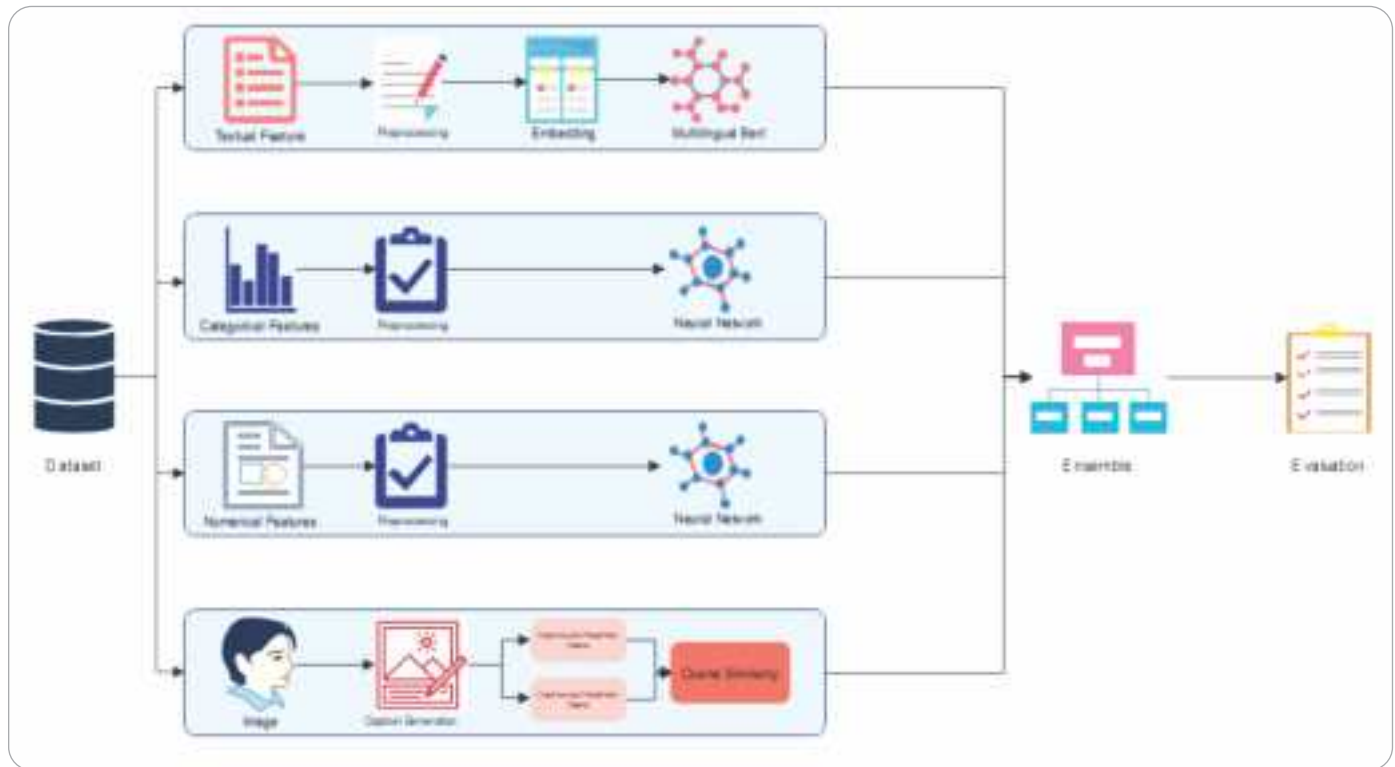 Textual Feature
Preprocessing
Embedding
Multilingual Bert
Categorical Features
Preprocessing
Neural Network
Dataset
Numerical Features
Preprocessing
Neural Network
Ensemble
Evaluation
Image
Caption Generation
Cosine Similarity